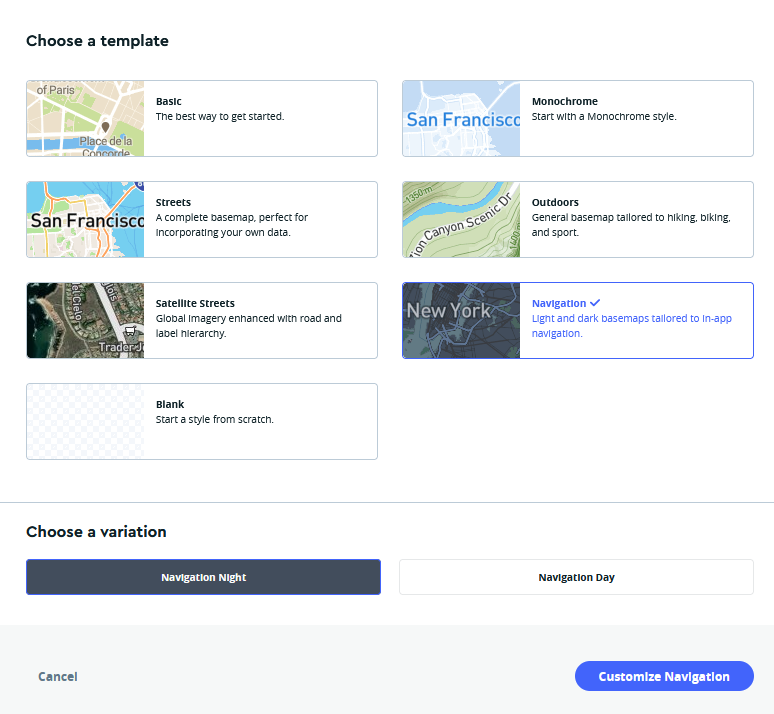 Choose a template
of Paris
Place de la
Concorde
Basic
The best way to get started.
San Francisco
Monochrome
Start with a Monochrome style.
San Francisco
Streets
A complete basemap, perfect for
incorporating your own data.
1350 m
Canyon Scenic Dr
1400 m
Outdoors
General basemap tailored to hiking, biking,
and sport.
del Cielo
Trader J
Satellite Streets
Global imagery enhanced with road and
label hierarchy.
New York
Navigation
Light and dark basemaps tailored to in-app
navigation.
Blank
Start a style from scratch.
Choose a variation
Navigation Night
Navigation Day
Cancel
Customize Navigation